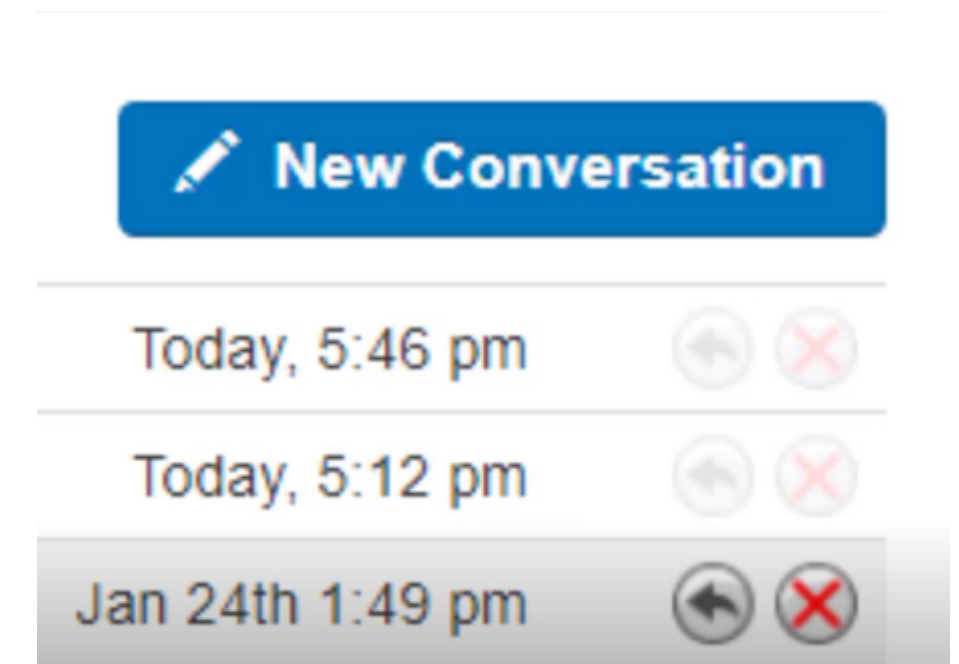 New Conversation
Today, 5:46 pm
Today, 5:12 pm
Jan 24th 1:49 pm